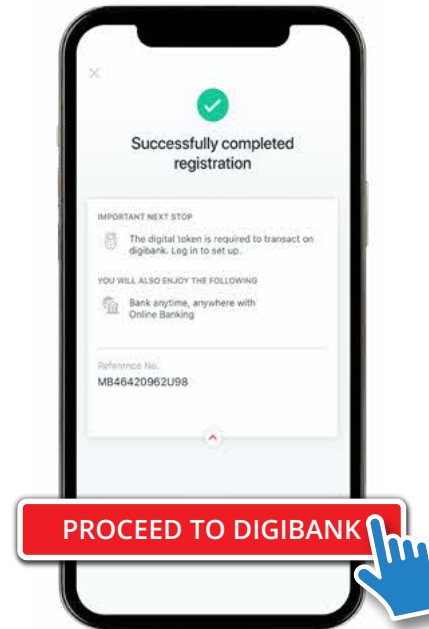 Successfully completed
registration
IMPORTANT NEXT STOP
The digital token is required to transact on
digibank. Log in to set up.
YOU WILL ALSO ENJOY THE FOLLOWING
Bank anytime, anywhere with
Online Banking
Reference No.
MB46420962U98
PROCEED TO DIGIBANK